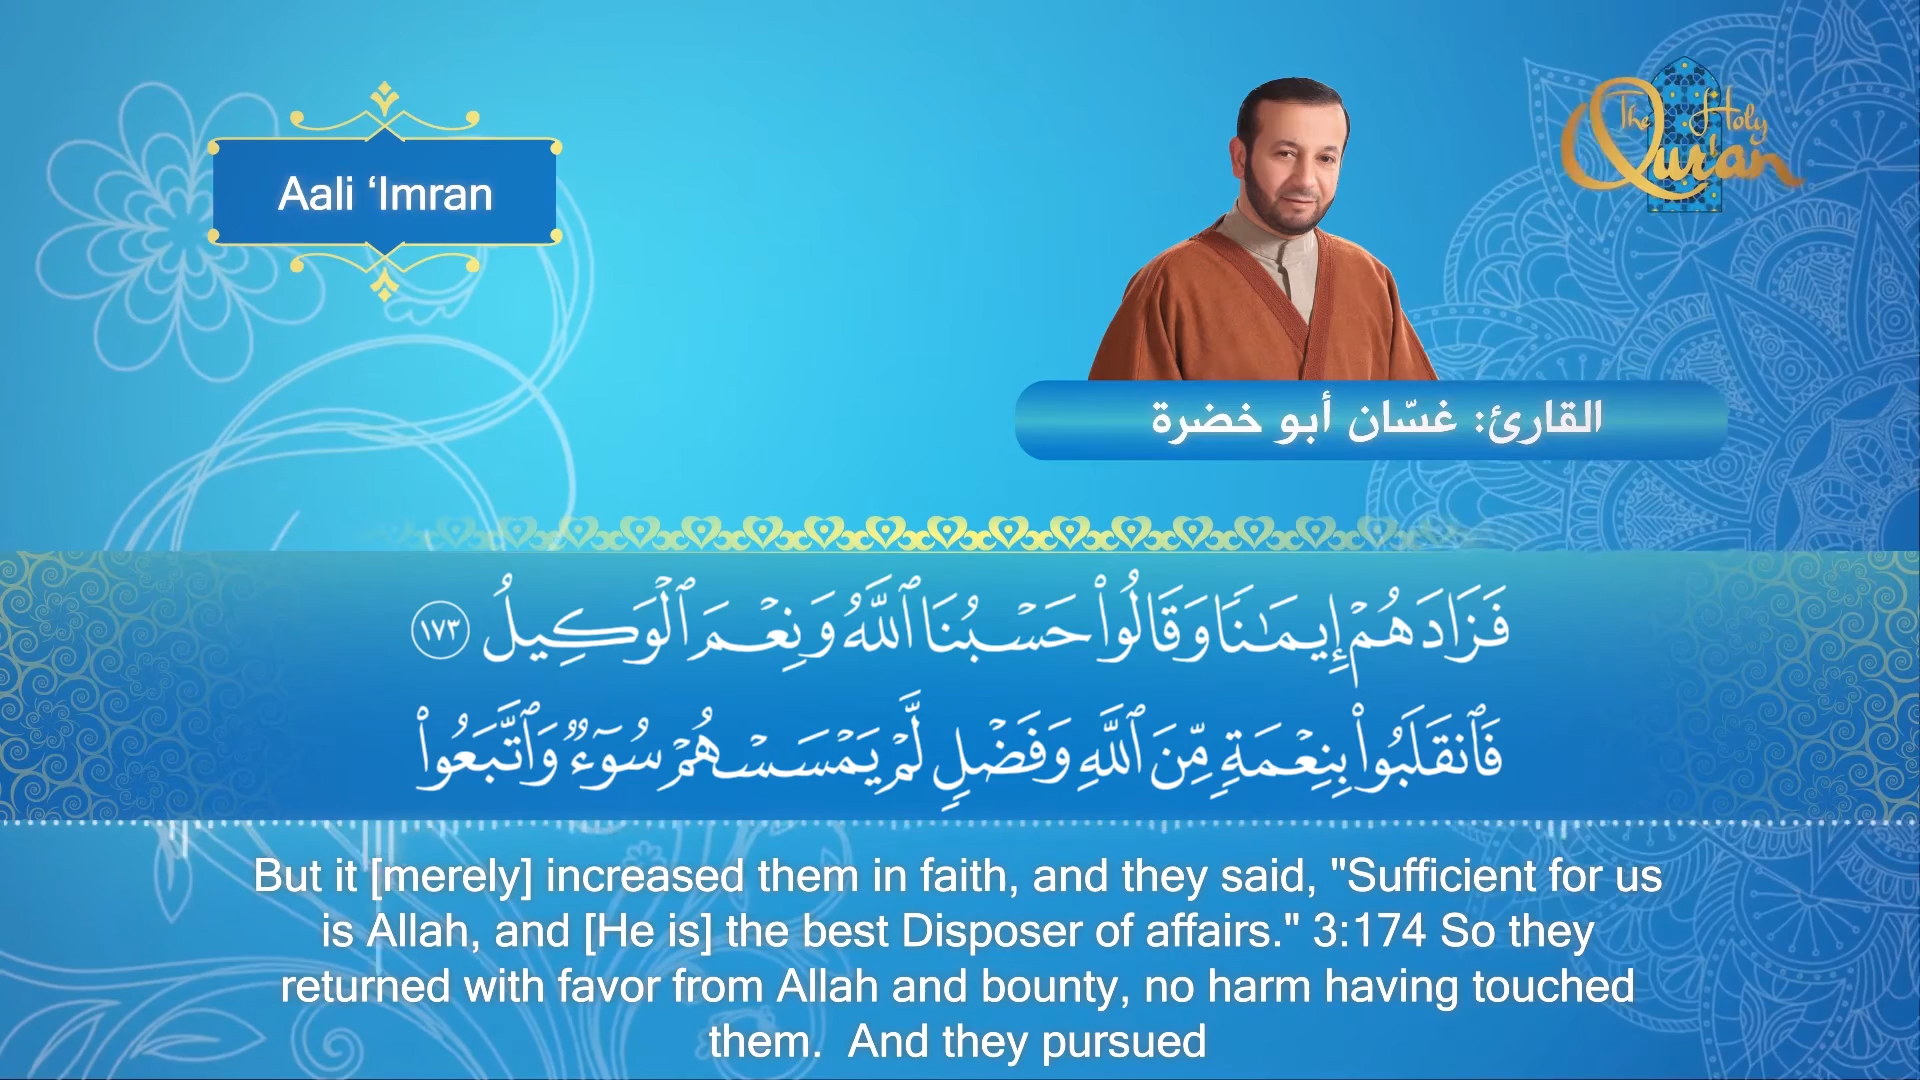 Aali ‘Imran
The Holy
Qur'an
القارئ: غسّان أبو خضرة
فَزَادَهُمْ إِيمَٰنًا وَقَالُوا۟ حَسْبُنَا ٱللَّهُ وَنِعْمَ ٱلْوَكِيلُ ١٧٣
فَٱنقَلَبُوا۟ بِنِعْمَةٍ مِّنَ ٱللَّهِ وَفَضْلٍ لَّمْ يَمْسَسْهُمْ سُوٓءٌ وَٱتَّبَعُوا۟
But it [merely] increased them in faith, and they said, "Sufficient for us
is Allah, and [He is] the best Disposer of affairs." 3:174 So they
returned with favor from Allah and bounty, no harm having touched
them.  And they pursued